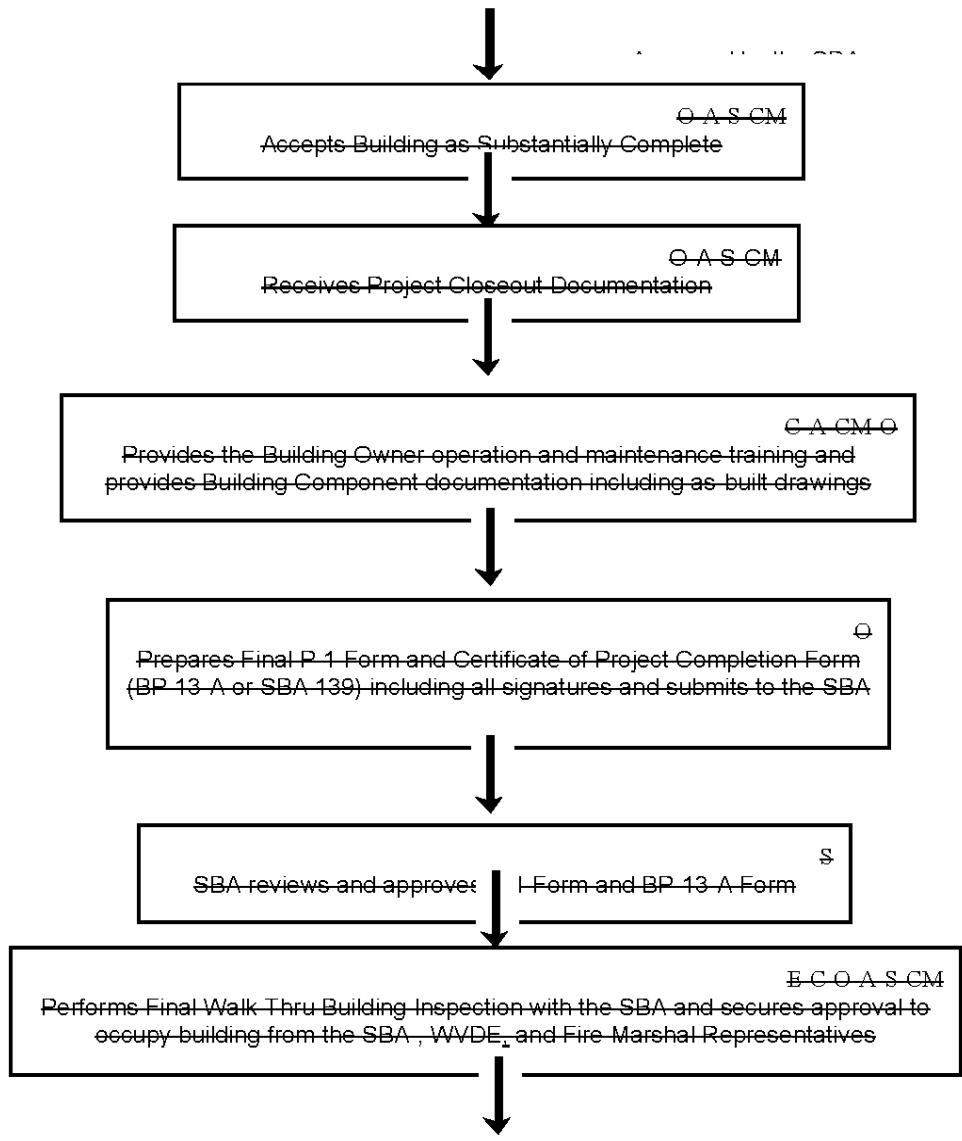 O-A-S-CM
Accepts Building as Substantially Complete
O-A-S-CM
Receives Project Closeout Documentation
C-A-CM-O
Provides the Building Owner operation and maintenance training and
provides Building Component documentation including as-built drawings
O
Prepares Final P-1 Form and Certificate of Project Completion Form
(BP-13-A or SBA 139) including all signatures and submits to the SBA
S
SBA reviews and approves Form and BP-13-A Form
E-C-O-A-S-CM
Performs Final Walk-Thru Building Inspection with the SBA and secures approval to
occupy building from the SBA , WVDE, and Fire Marshal Representatives